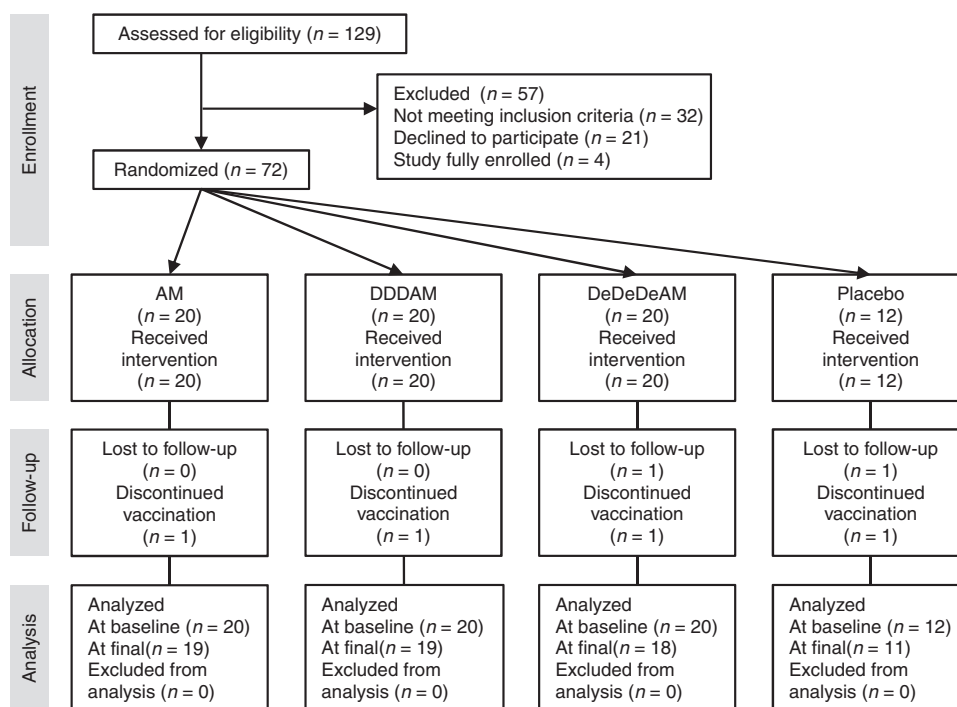 Enrollment
Assessed for eligibility (n = 129)
Excluded (n = 57)
Not meeting inclusion criteria (n = 32)
Declined to participate (n = 21)
Study fully enrolled (n = 4)
Randomized (n = 72)
Allocation
AM
(n = 20)
Received
intervention
(n = 20)
DDDAM
(n = 20)
Received
intervention
(n = 20)
DeDeDeAM
(n = 20)
Received
intervention
(n = 20)
Placebo
(n = 12)
Received
intervention
(n = 12)
Follow-up
Lost to follow-up
(n = 0)
Discontinued
vaccination
(n = 1)
Lost to follow-up
(n = 0)
Discontinued
vaccination
(n = 1)
Lost to follow-up
(n = 1)
Discontinued
vaccination
(n = 1)
Lost to follow-up
(n = 1)
Discontinued
vaccination
(n = 1)
Analysis
Analyzed
At baseline (n = 20)
At final(n = 19)
Excluded from
analysis (n = 0)
Analyzed
At baseline (n = 20)
At final(n = 19)
Excluded from
analysis (n = 0)
Analyzed
At baseline (n = 20)
At final(n = 18)
Excluded from
analysis (n = 0)
Analyzed
At baseline (n = 12)
At final(n = 11)
Excluded from
analysis (n = 0)